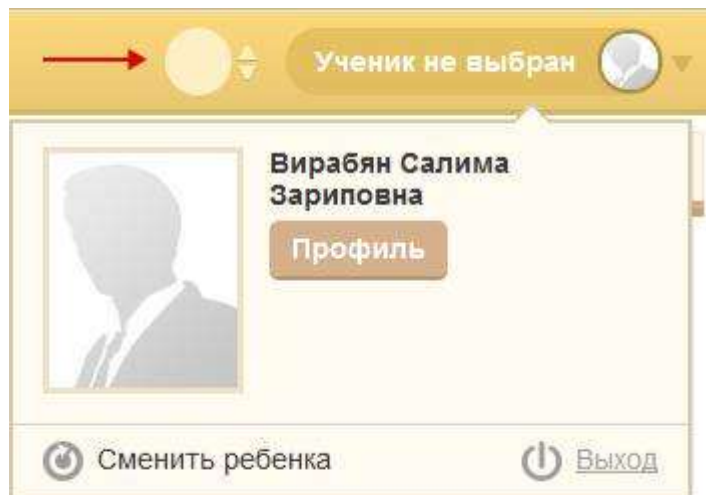 Ученик не выбран
Вирабян Салима
Зариповна
Профиль
Сменить ребенка
Выход